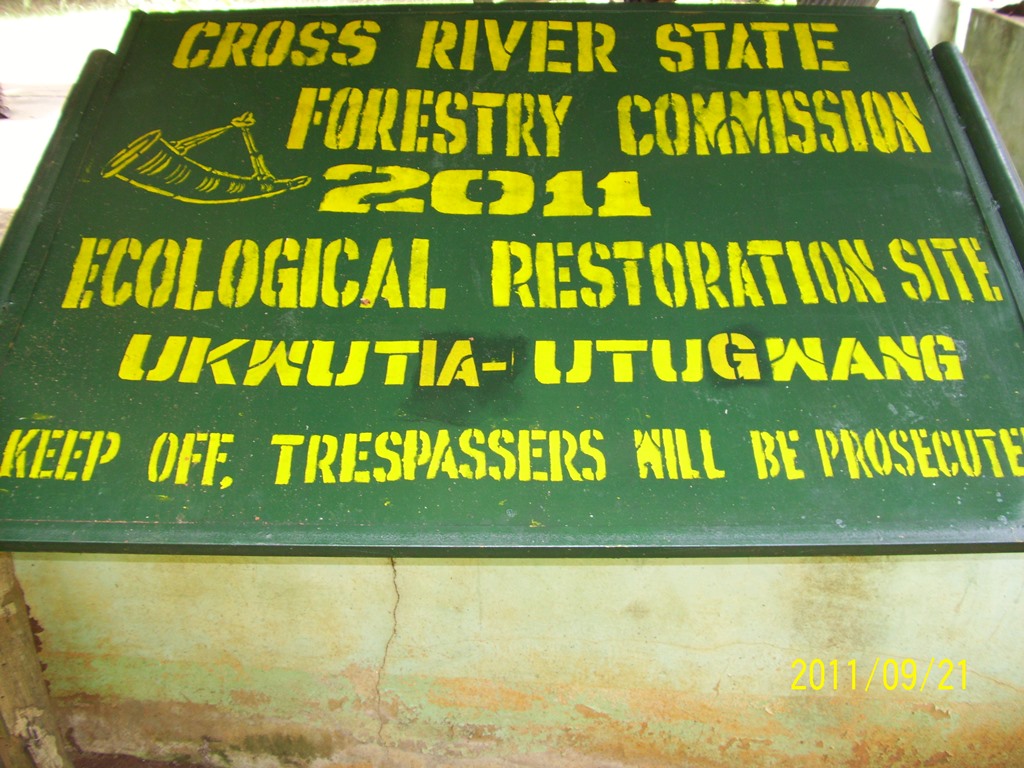 CROSS RIVER STATE
FORESTRY COMMISSION
2011
ECOLOGICAL RESTORATION SITE
UKWUTIA- UTUGWANG
KEEP OFF, TRESPASSERS WILL BE PROSECUTE
2011/09/21